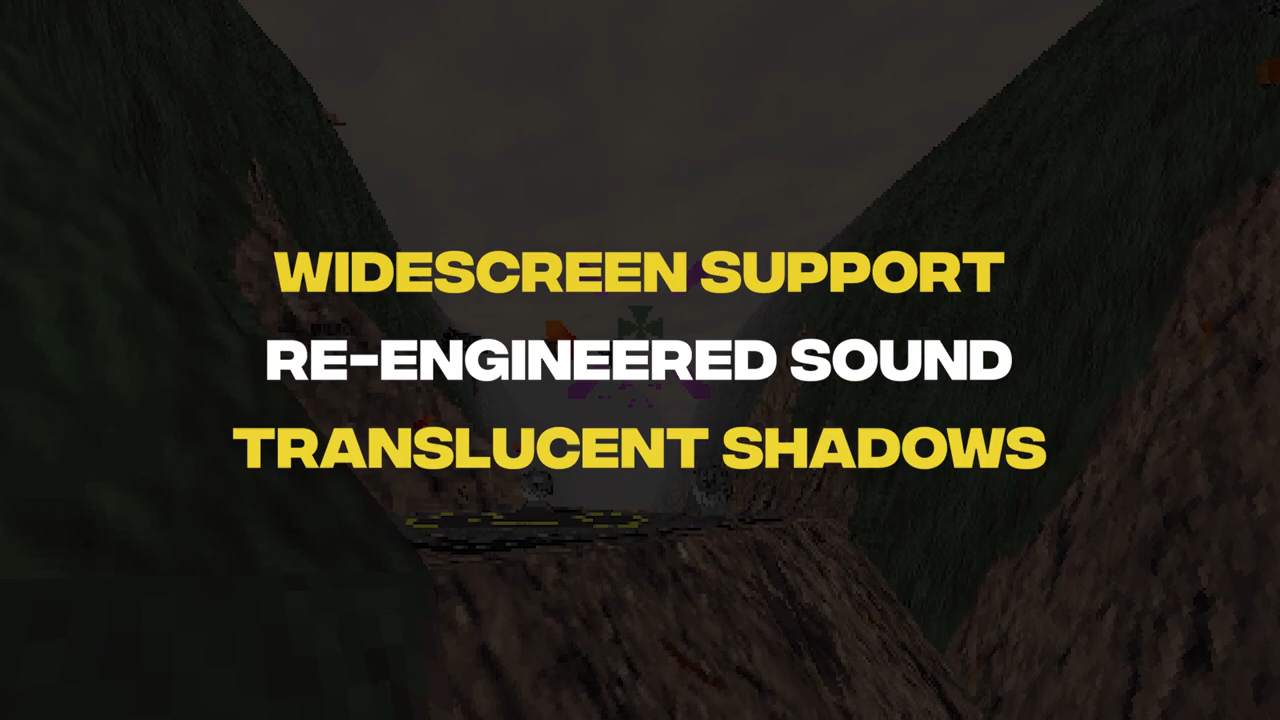 WIDESCREEN SUPPORT
RE-ENGINEERED SOUND
TRANSLUCENT SHADOWS